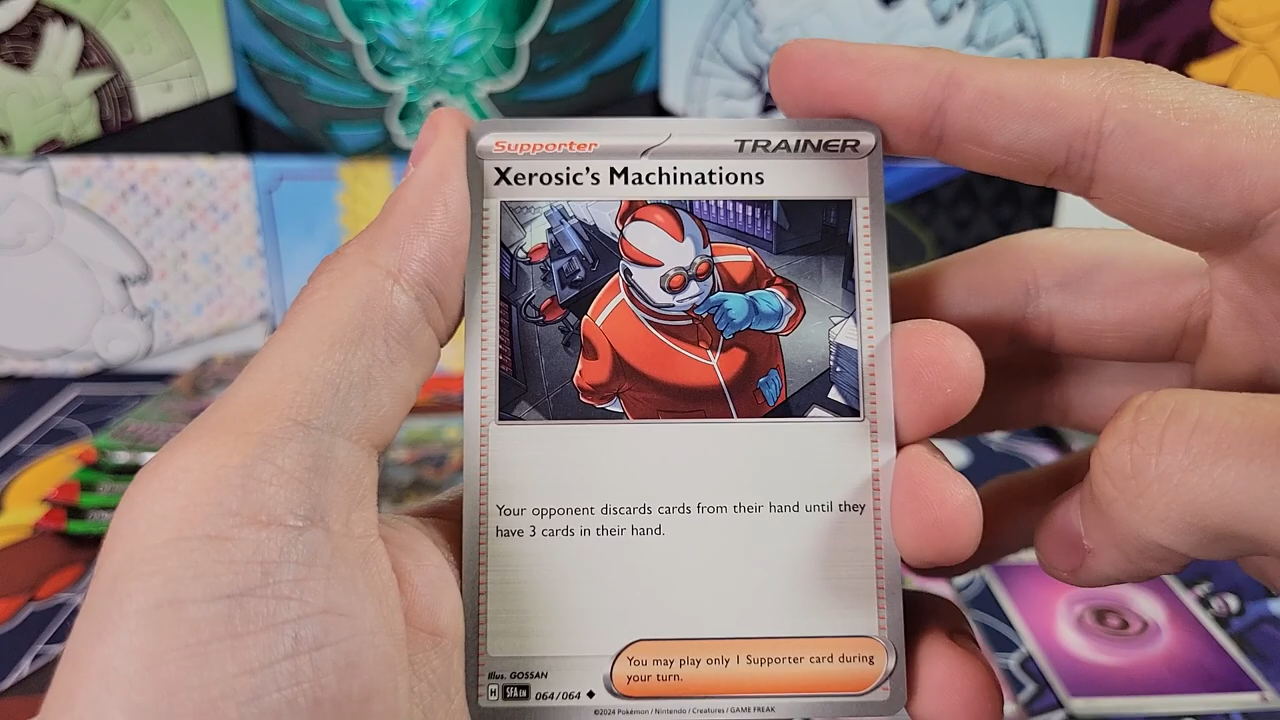 Supporter TRAINER
Xerosic's Machinations
Your opponent discards cards from their hand until they
have 3 cards in their hand.
You may play only 1 Supporter card during
your turn.
Illus. GOSSAN
H SFA EN 064/064 ◆
©2024 Pokémon / Nintendo / Creatures / GAME FREAK